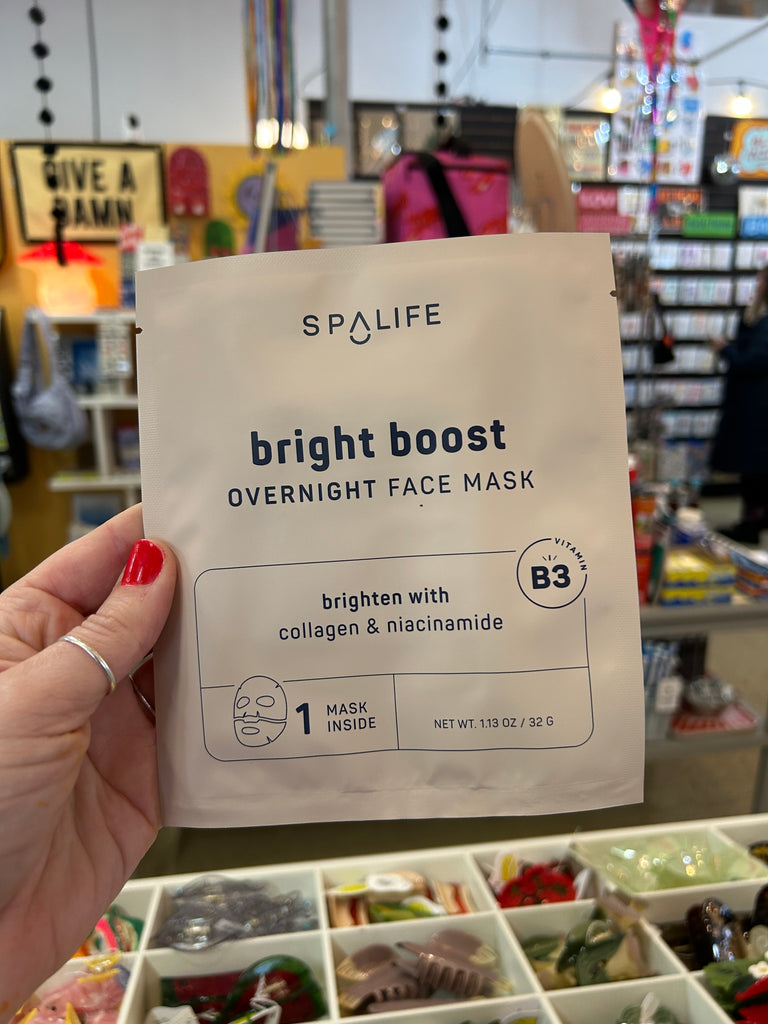 GIVE A
DAMN
SPALIFE
bright boost
OVERNIGHT FACE MASK
VITAMIN
B3
brighten with
collagen & niacinamide
1 MASK
INSIDE
NET WT. 1.13 OZ / 32 G